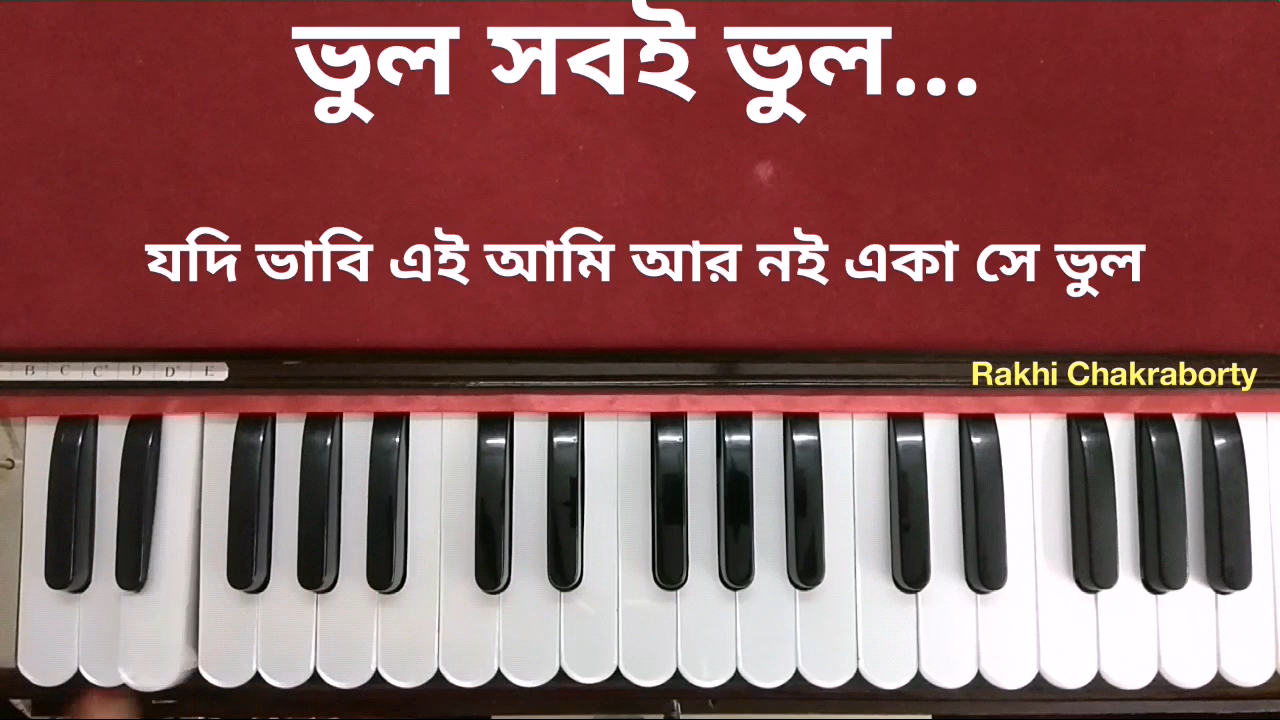 ভুল সবই ভুল...
যদি ভাবি এই আমি আর নই একা সে ভুল
B C C# D D# E
Rakhi Chakraborty